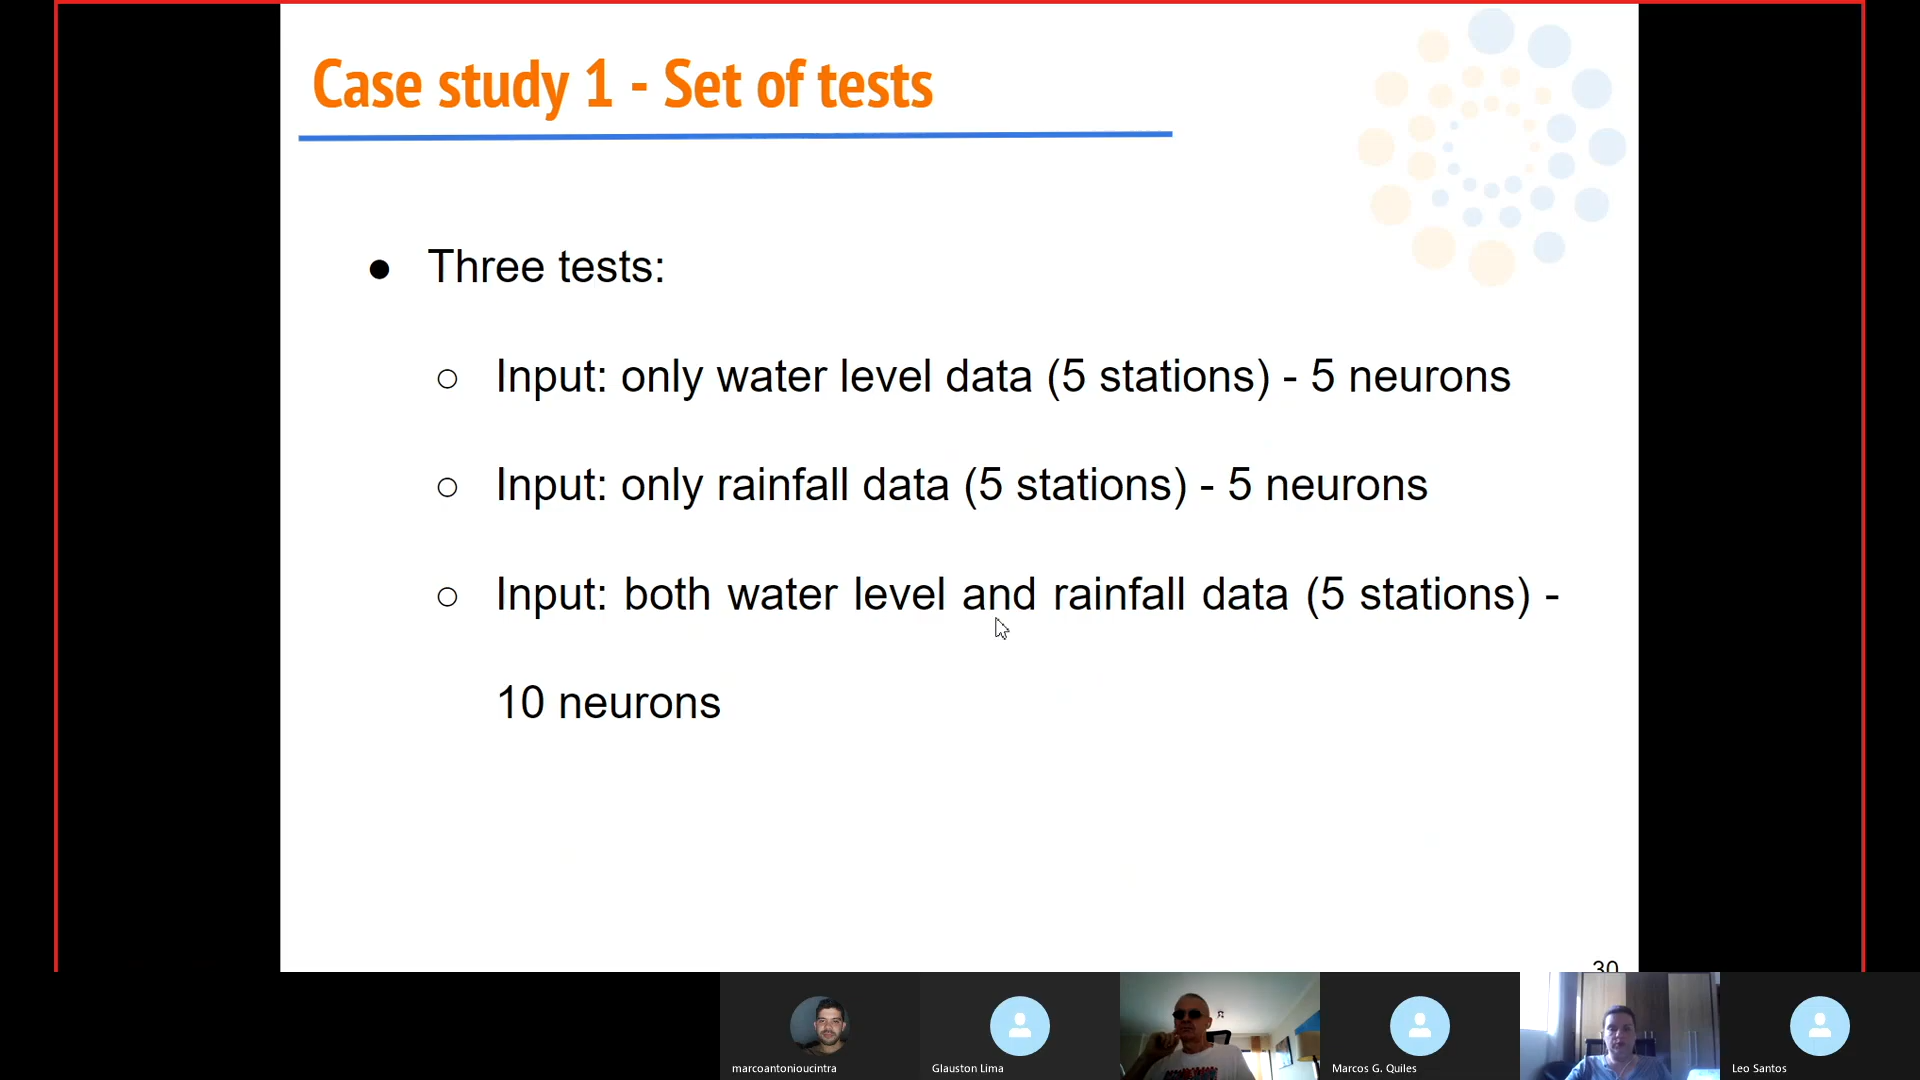 Case study 1 - Set of tests
● Three tests:
○ Input: only water level data (5 stations) - 5 neurons
○ Input: only rainfall data (5 stations) - 5 neurons
○ Input: both water level and rainfall data (5 stations) -
10 neurons
30
marcoantonioucintra
Glauston Lima
Marcos G. Quiles
Leo Santos